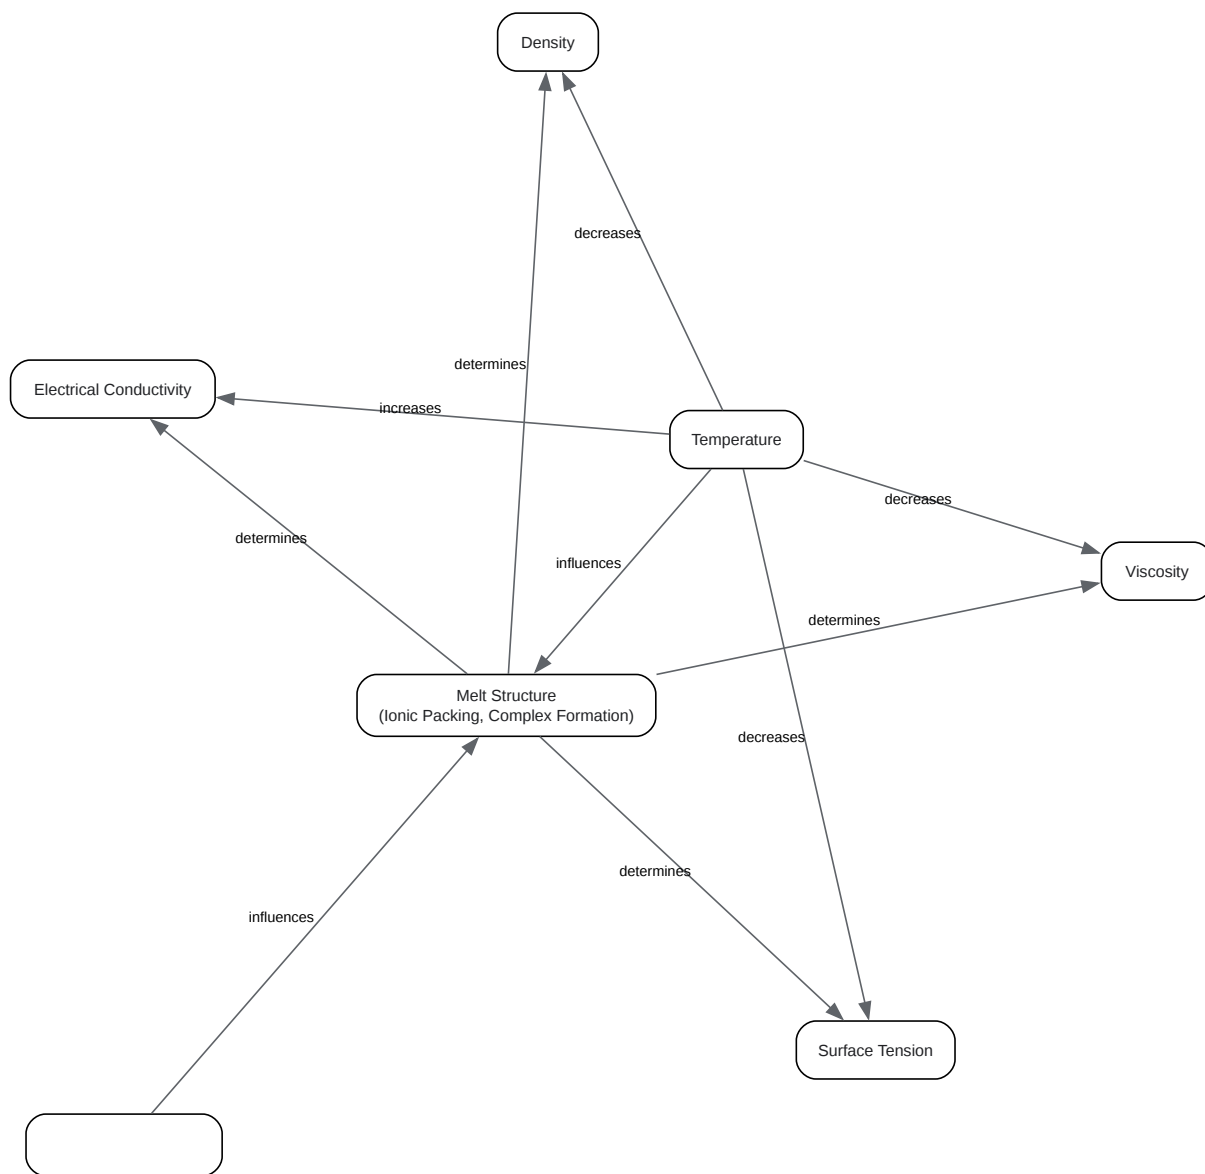 Density
decreases
determines
Electrical Conductivity
increases
Temperature
decreases
determines
influences
Viscosity
determines
Melt Structure
(Ionic Packing, Complex Formation)
decreases
determines
influences
Surface Tension